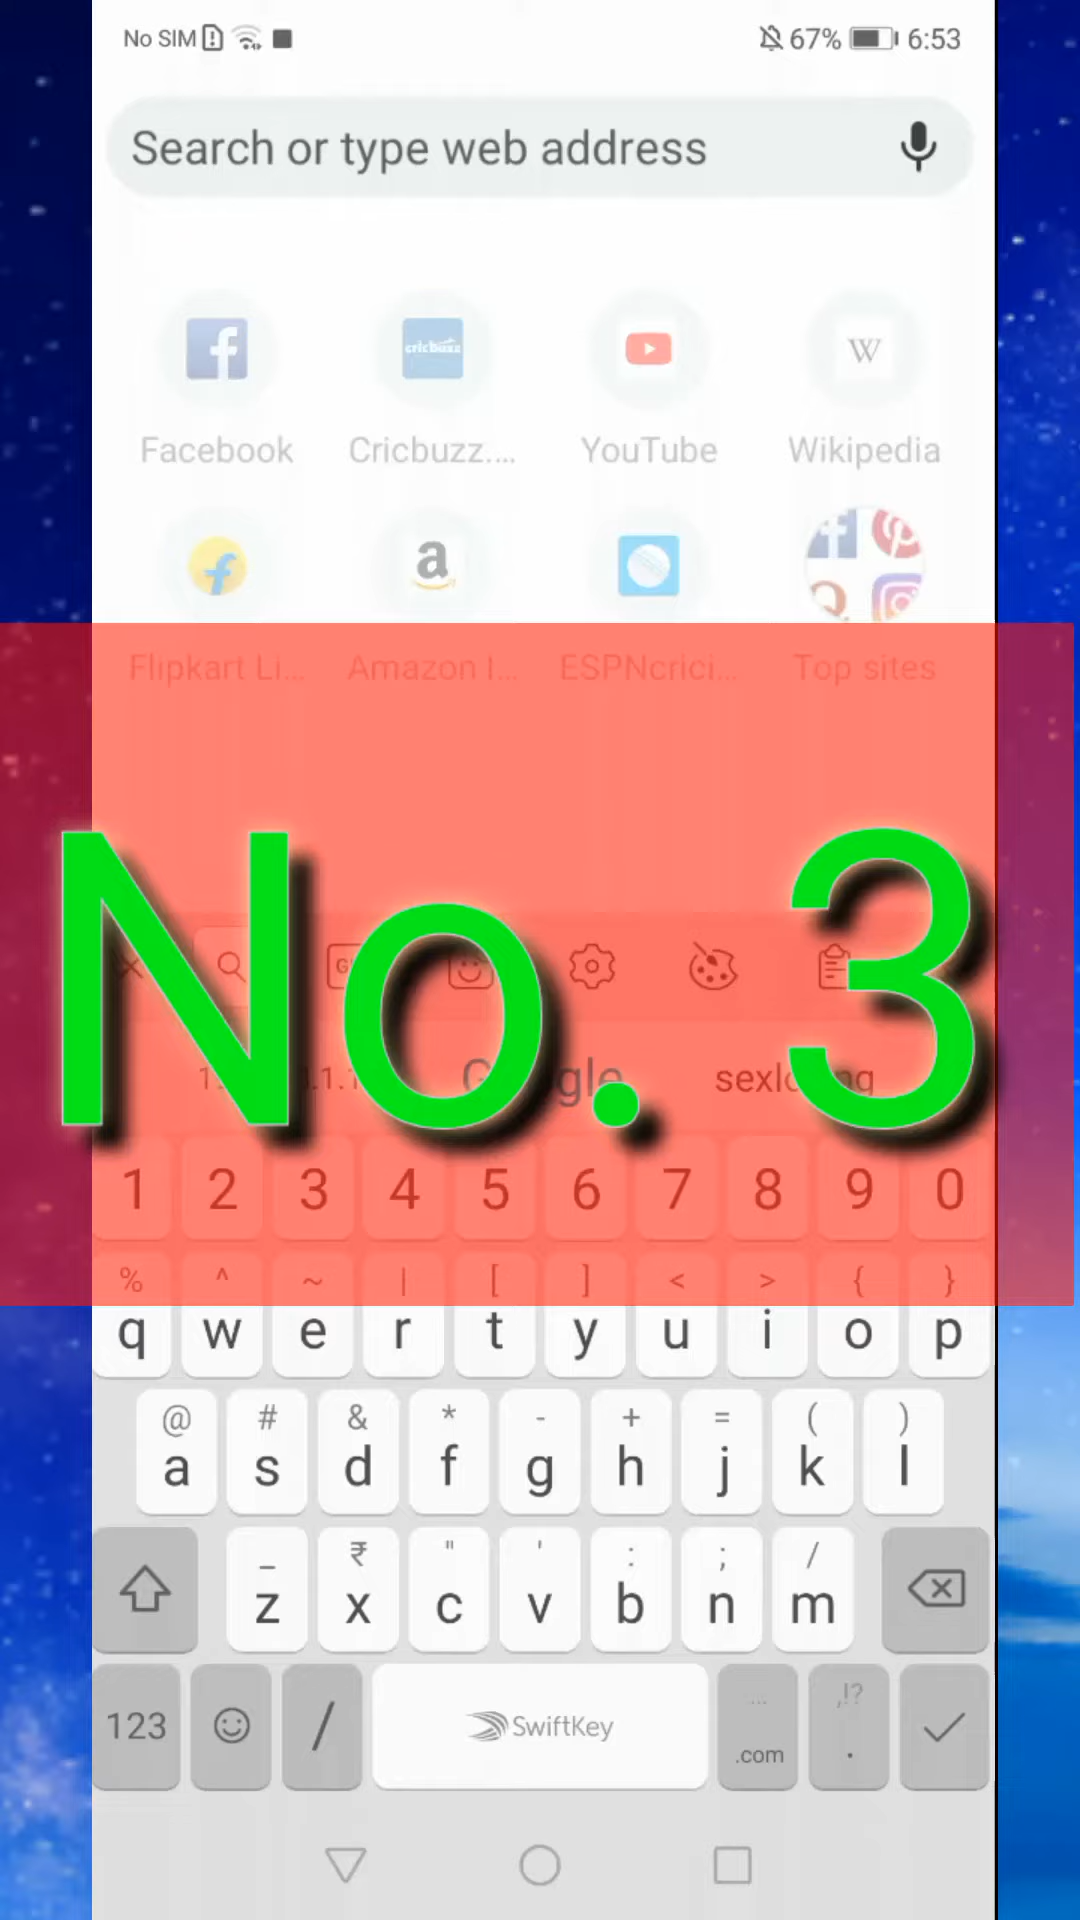 No SIM 67% 6:53
Search or type web address
Facebook Cricbuzz.... YouTube Wikipedia
Flipkart Li... Amazon I... ESPNcrici... Top sites
No. 3
1 2 3 4 5 6 7 8 9 0
% ^ ~ | [ ] < > { }
q w e r t y u i o p
@ # & * - + = ( )
a s d f g h j k l
_ ₹ " ' : ; /
z x c v b n m
... ,!?
123 / SwiftKey .com .